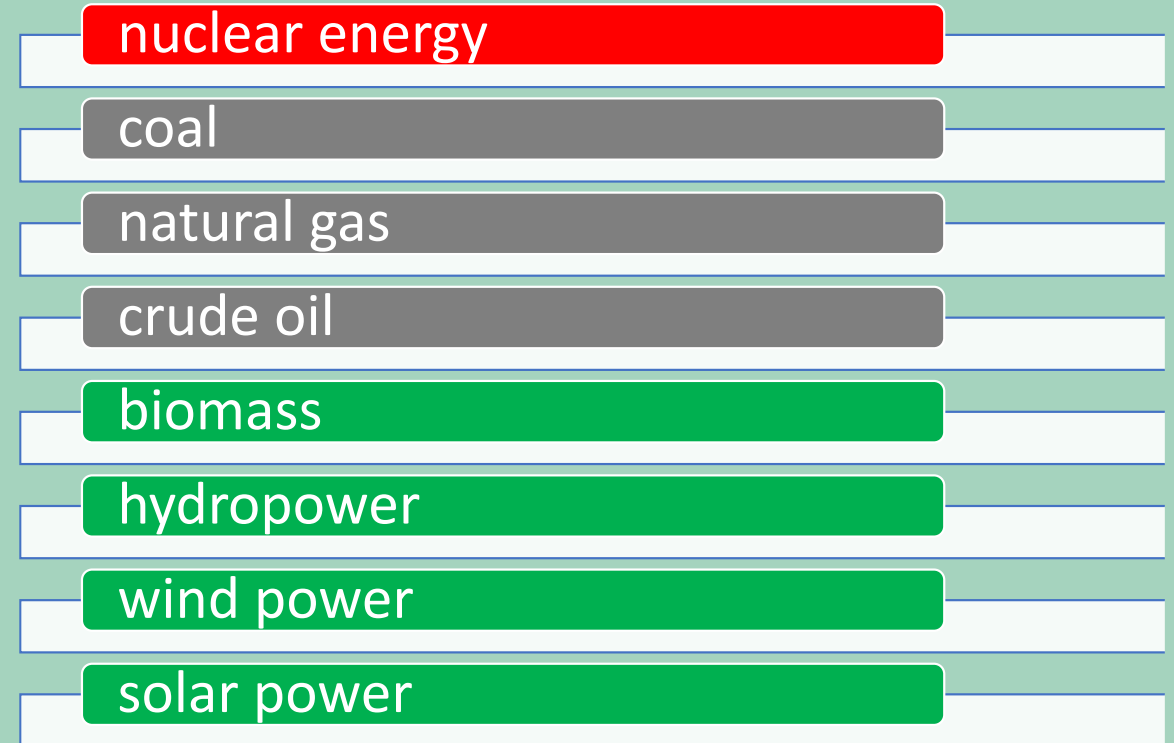 nuclear energy
coal
natural gas
crude oil
biomass
hydropower
wind power
solar power